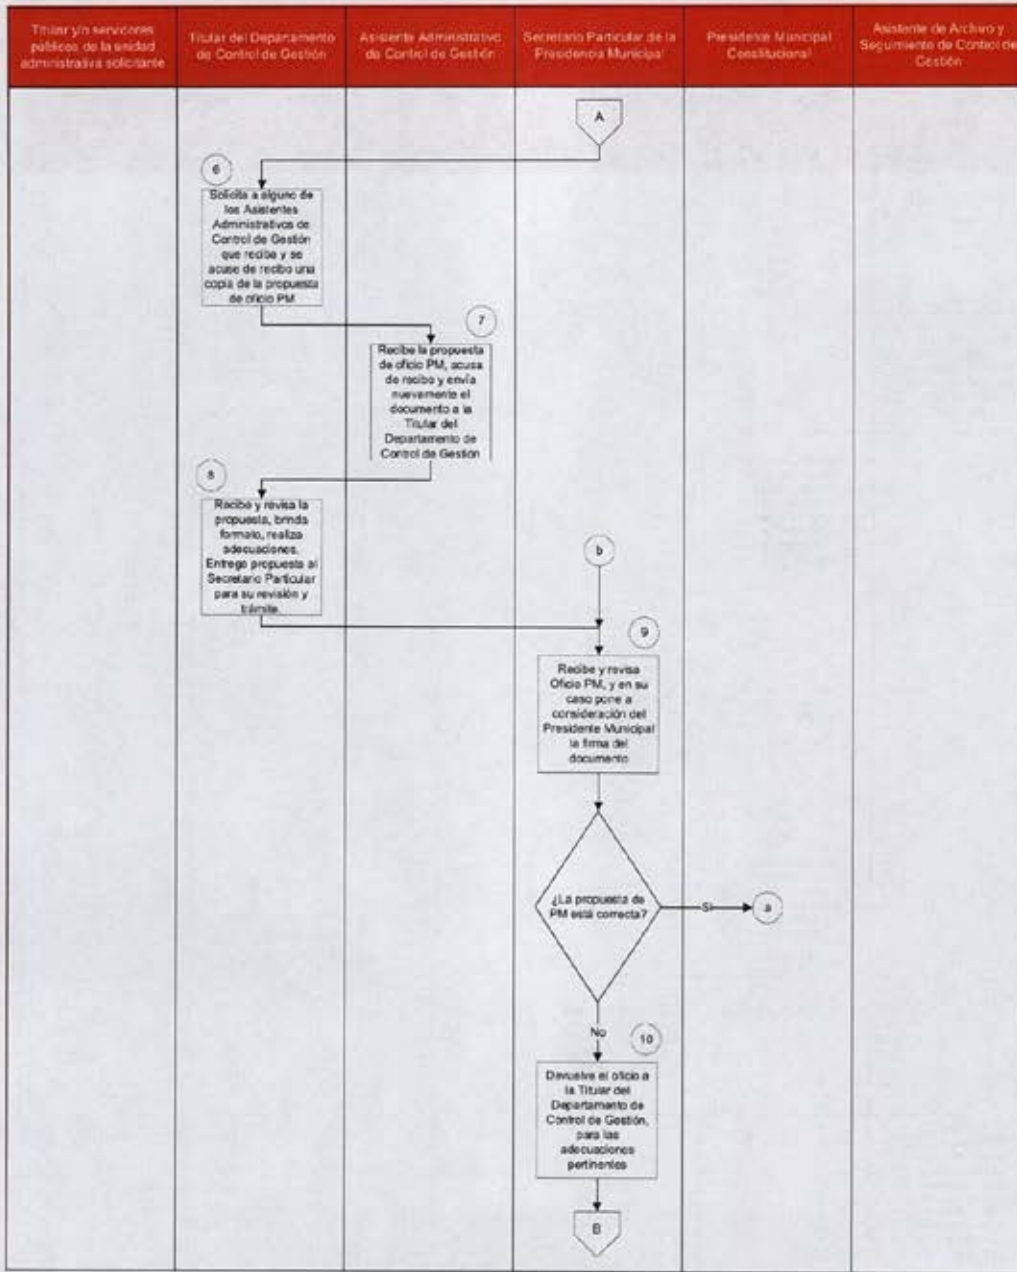 Titular y/o servidores
públicos de la unidad
administrativa solicitante
Titular del Departamento
de Control de Gestión
Asistente Administrativo
de Control de Gestión
Secretario Particular de la
Presidencia Municipal
Presidente Municipal
Constitucional
Asistente de Archivo y
Seguimiento de Control de
Gestión
A
6
Solicita a alguno de
los Asistentes
Administrativos de
Control de Gestión
que reciba y se
acuse de recibo una
copia de la propuesta
de oficio PM
7
Recibe la propuesta
de oficio PM, acusa
de recibo y envía
nuevamente el
documento a la
Titular del
Departamento de
Control de Gestión
8
Recibe y revisa la
propuesta, brinda
formato, realiza
adecuaciones.
Entrega propuesta al
Secretario Particular
para su revisión y
trámite.
b
9
Recibe y revisa
Oficio PM, y en su
caso pone a
consideración del
Presidente Municipal
la firma del
documento
¿La propuesta de
PM está correcta?
Sí
a
No
10
Devuelve el oficio a
la Titular del
Departamento de
Control de Gestión,
para las
adecuaciones
pertinentes
B